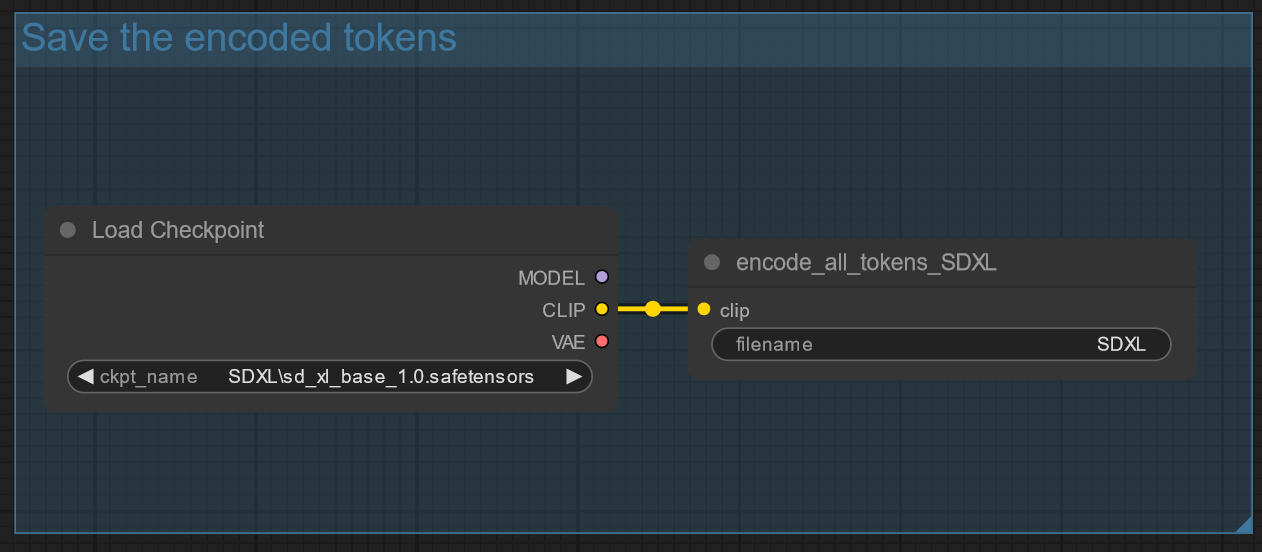 Save the encoded tokens
Load Checkpoint
MODEL
CLIP
VAE
ckpt_name SDXL\sd_xl_base_1.0.safetensors
encode_all_tokens_SDXL
clip
filename SDXL